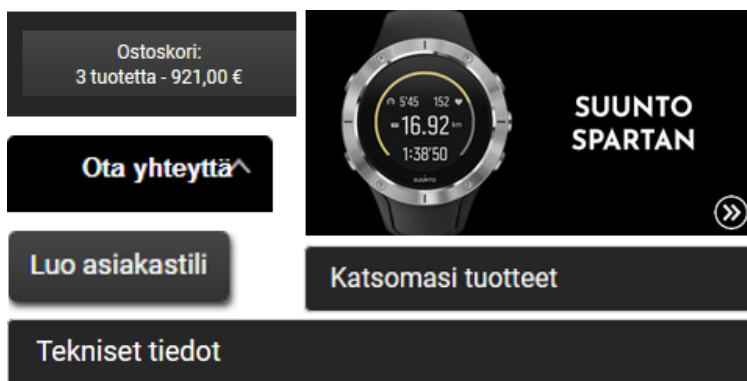 Ostoskori:
3 tuotetta - 921,00 €
5'45 152
16.92 km
1:38'50
SUUNTO
SUUNTO
SPARTAN
Ota yhteyttä
Luo asiakastili
Katsomasi tuotteet
Tekniset tiedot